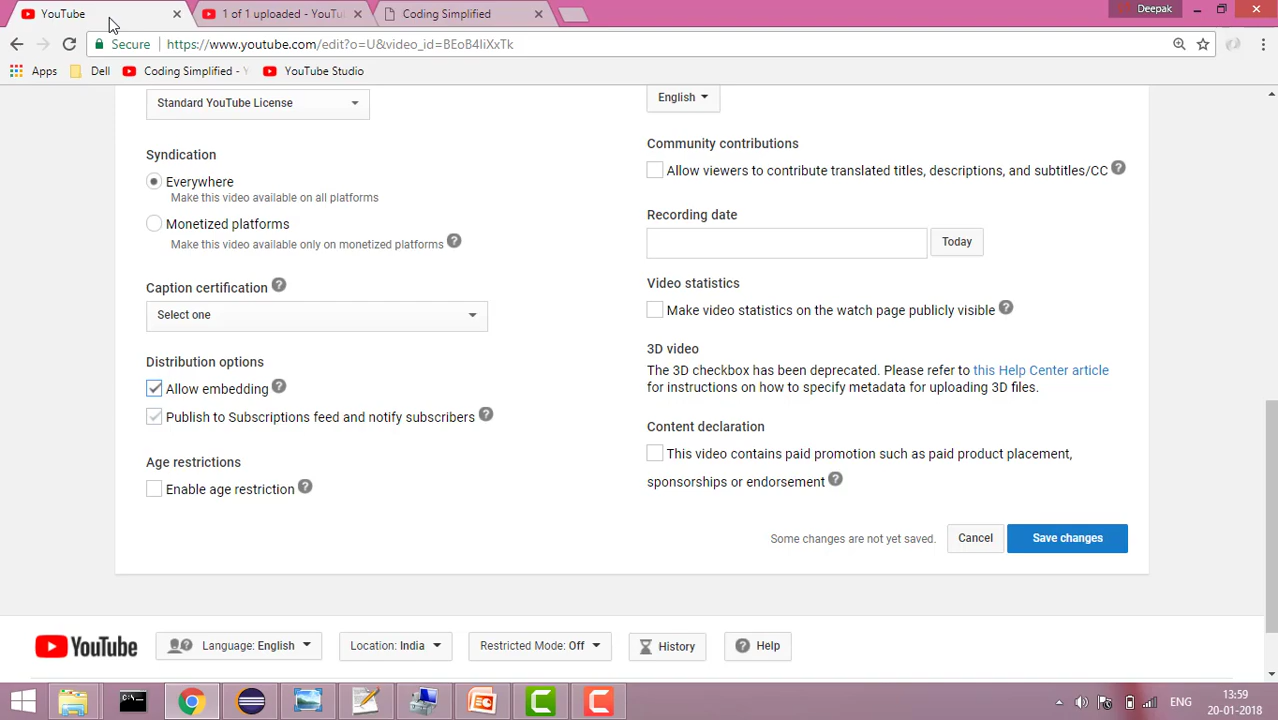 YouTube
1 of 1 uploaded - YouTu
Coding Simplified
Deepak
Secure
https://www.youtube.com/edit?o=U&video_id=BEoB4IiXxTk
Apps
Dell
Coding Simplified - Y
YouTube Studio
Standard YouTube License
English
Syndication
Everywhere
Make this video available on all platforms
Monetized platforms
Make this video available only on monetized platforms
Caption certification
Select one
Distribution options
Allow embedding
Publish to Subscriptions feed and notify subscribers
Age restrictions
Enable age restriction
Community contributions
Allow viewers to contribute translated titles, descriptions, and subtitles/CC
Recording date
Today
Video statistics
Make video statistics on the watch page publicly visible
3D video
The 3D checkbox has been deprecated. Please refer to this Help Center article
for instructions on how to specify metadata for uploading 3D files.
Content declaration
This video contains paid promotion such as paid product placement,
sponsorships or endorsement
Some changes are not yet saved.
Cancel
Save changes
YouTube
Language: English
Location: India
Restricted Mode: Off
History
Help
ENG
13:59
20-01-2018